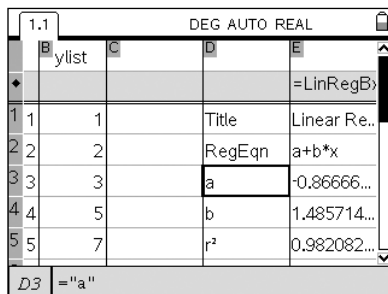 1.1 DEG AUTO REAL
B ylist C D E
◆ =LinRegBx
1 1 1 Title Linear Re..
2 2 2 RegEqn a+b*x
3 3 3 a -0.86666...
4 4 5 b 1.485714...
5 5 7 r² 0.982082...
D3 ="a"